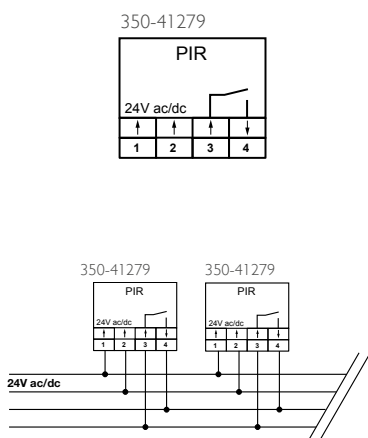 350-41279
PIR
24V ac/dc
1 2 3 4
350-41279 350-41279
PIR PIR
24V ac/dc 24V ac/dc
1 2 3 4 1 2 3 4
24V ac/dc